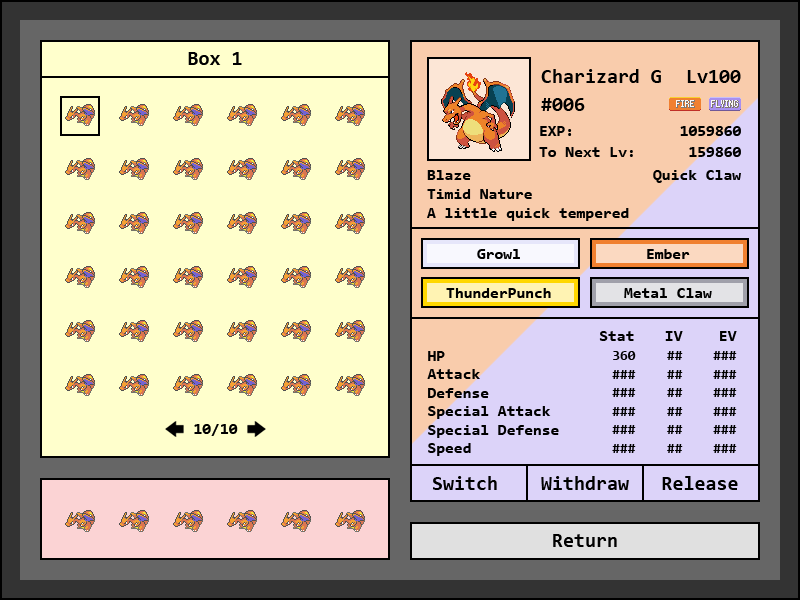 Box 1
10/10
Charizard G Lv100
#006 FIRE FLYING
EXP: 1059860
To Next Lv: 159860
Blaze Quick Claw
Timid Nature
A little quick tempered
Growl Ember
ThunderPunch Metal Claw
Stat IV EV
HP 360 ## ###
Attack ### ## ###
Defense ### ## ###
Special Attack ### ## ###
Special Defense ### ## ###
Speed ### ## ###
Switch Withdraw Release
Return